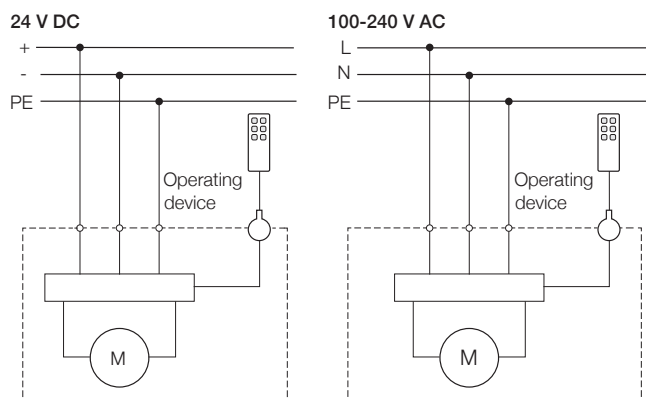 24 V DC
+
-
PE
Operating
device
M
100-240 V AC
L
N
PE
Operating
device
M